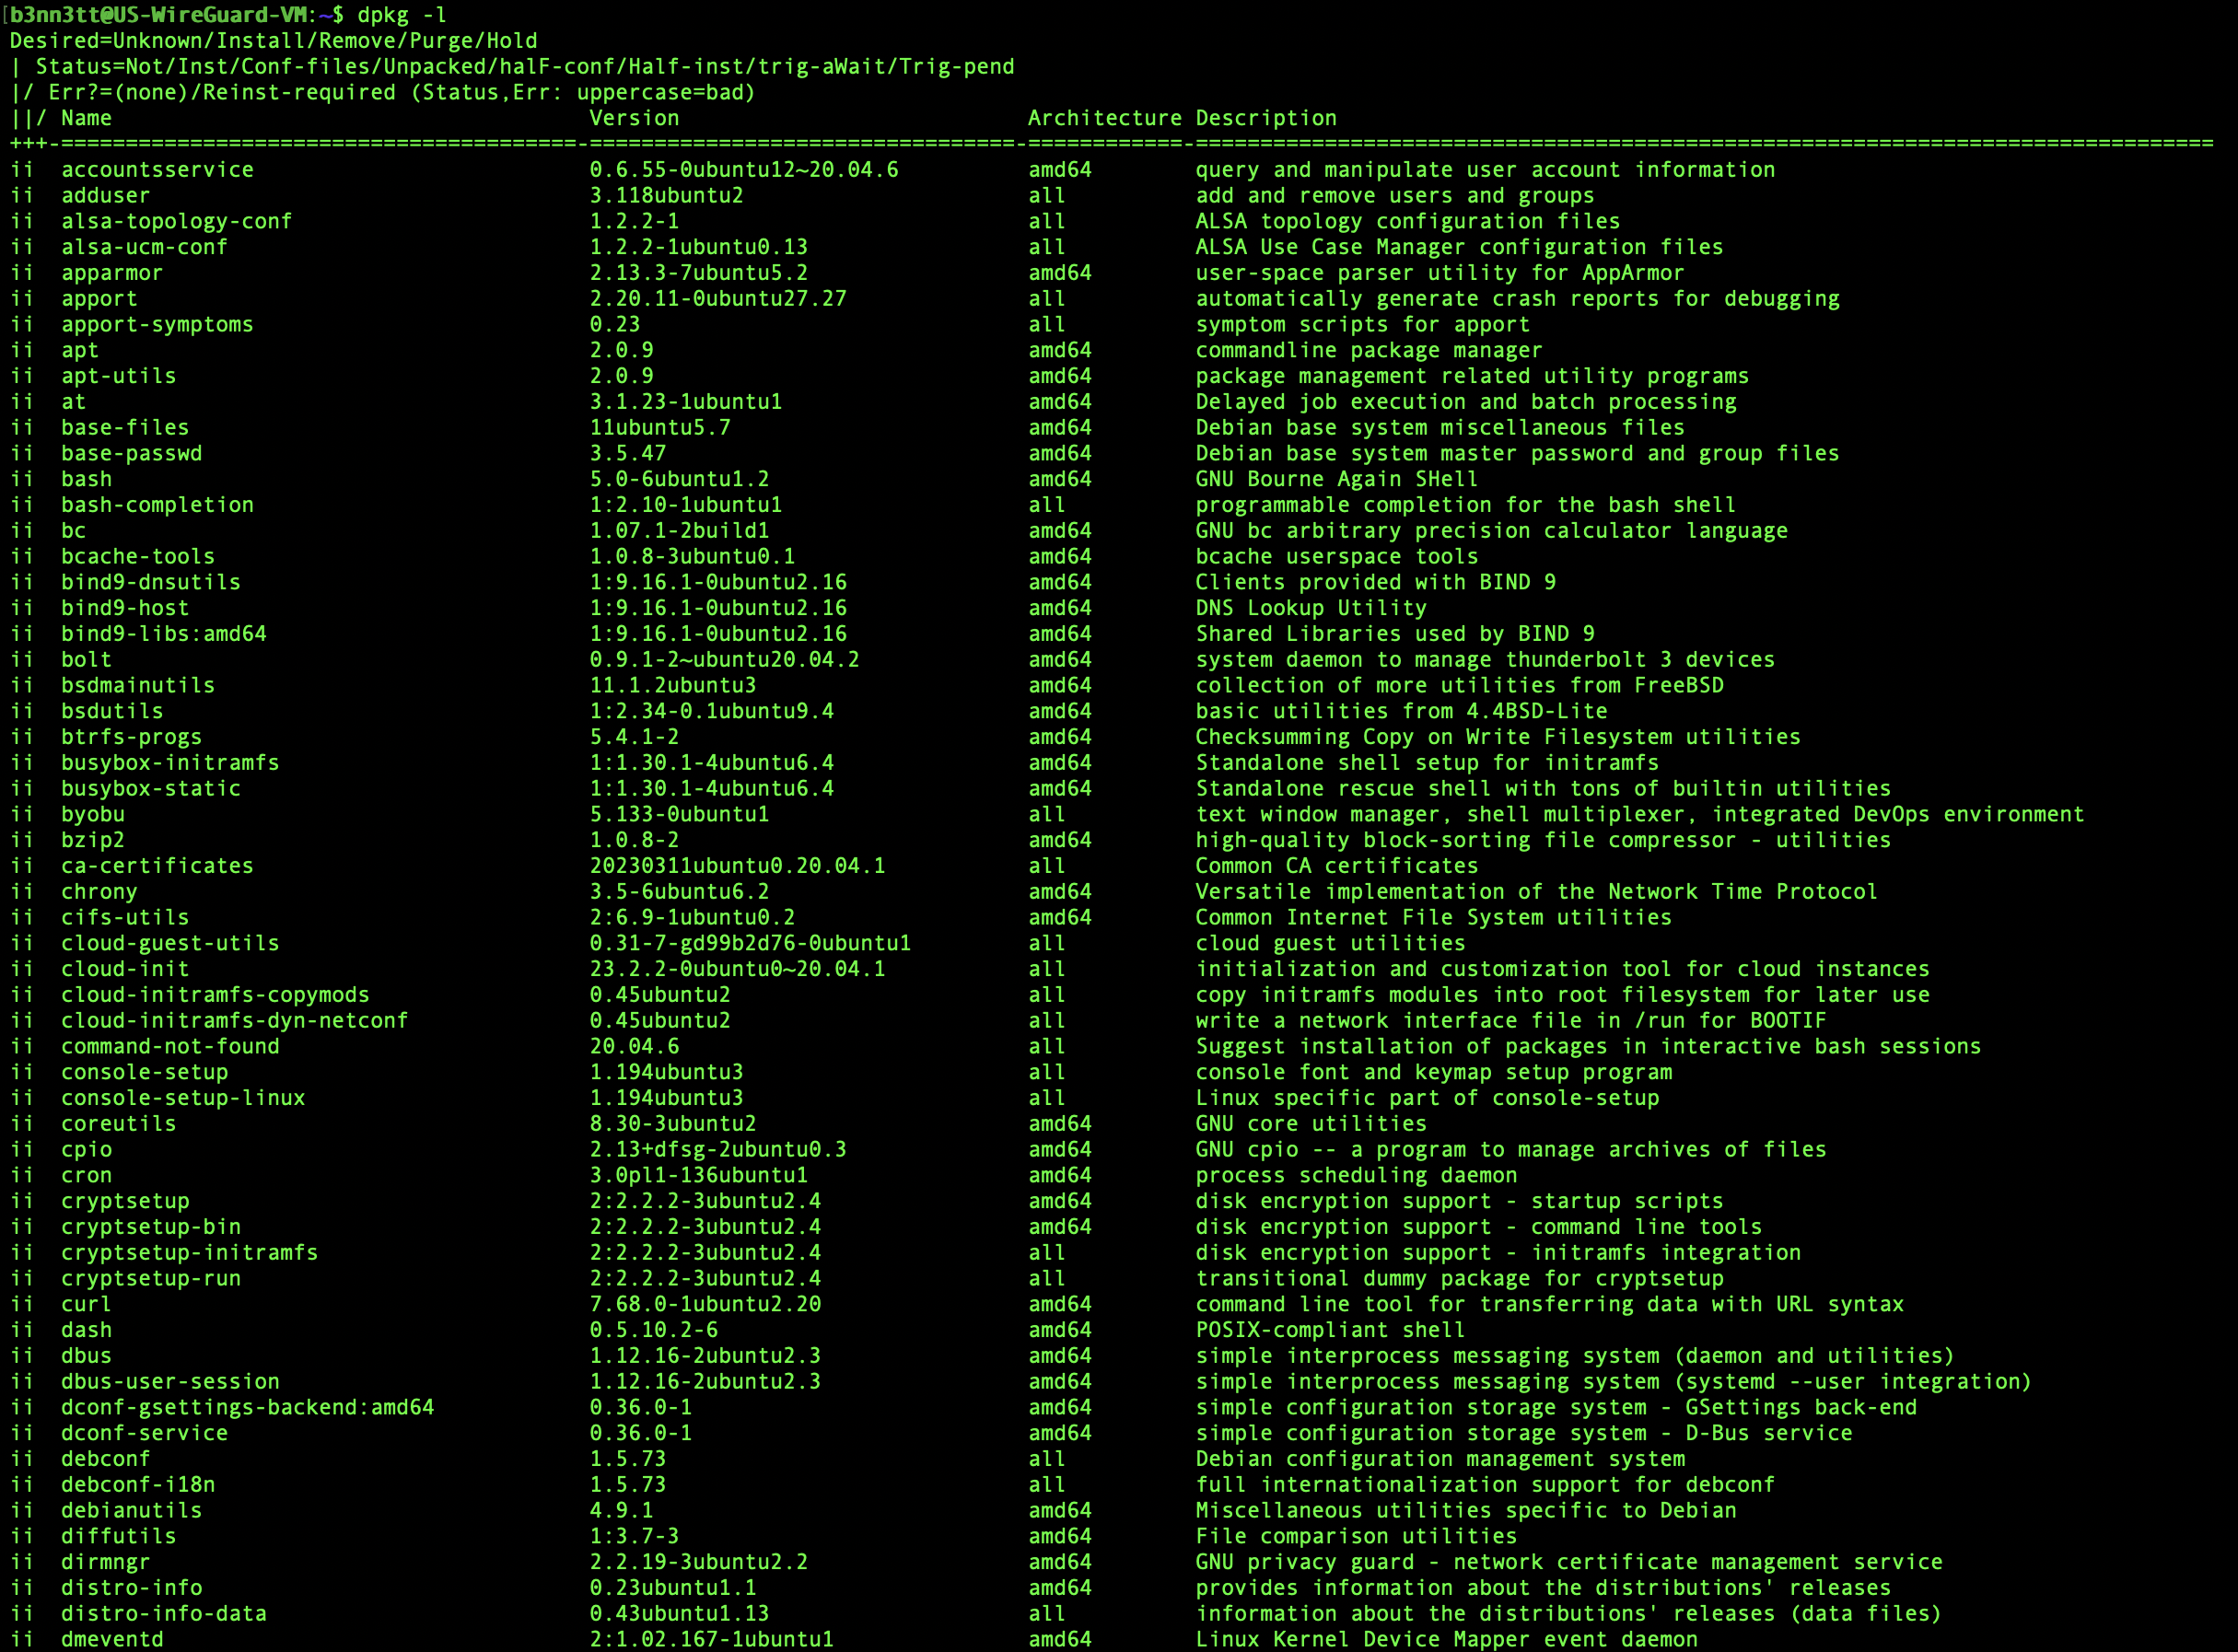 [b3nn3tt@US-WireGuard-VM:~$ dpkg -l
Desired=Unknown/Install/Remove/Purge/Hold
| Status=Not/Inst/Conf-files/Unpacked/halF-conf/Half-inst/trig-aWait/Trig-pend
|/ Err?=(none)/Reinst-required (Status,Err: uppercase=bad)
||/ Name                                     Version                           Architecture Description
+++-========================================-=================================-============-===============================================================================
ii  accountsservice                          0.6.55-0ubuntu12~20.04.6          amd64        query and manipulate user account information
ii  adduser                                  3.118ubuntu2                      all          add and remove users and groups
ii  alsa-topology-conf                       1.2.2-1                           all          ALSA topology configuration files
ii  alsa-ucm-conf                            1.2.2-1ubuntu0.13                 all          ALSA Use Case Manager configuration files
ii  apparmor                                 2.13.3-7ubuntu5.2                 amd64        user-space parser utility for AppArmor
ii  apport                                   2.20.11-0ubuntu27.27              all          automatically generate crash reports for debugging
ii  apport-symptoms                          0.23                              all          symptom scripts for apport
ii  apt                                      2.0.9                             amd64        commandline package manager
ii  apt-utils                                2.0.9                             amd64        package management related utility programs
ii  at                                       3.1.23-1ubuntu1                   amd64        Delayed job execution and batch processing
ii  base-files                               11ubuntu5.7                       amd64        Debian base system miscellaneous files
ii  base-passwd                              3.5.47                            amd64        Debian base system master password and group files
ii  bash                                     5.0-6ubuntu1.2                    amd64        GNU Bourne Again SHell
ii  bash-completion                          1:2.10-1ubuntu1                   all          programmable completion for the bash shell
ii  bc                                       1.07.1-2build1                    amd64        GNU bc arbitrary precision calculator language
ii  bcache-tools                             1.0.8-3ubuntu0.1                  amd64        bcache userspace tools
ii  bind9-dnsutils                           1:9.16.1-0ubuntu2.16              amd64        Clients provided with BIND 9
ii  bind9-host                               1:9.16.1-0ubuntu2.16              amd64        DNS Lookup Utility
ii  bind9-libs:amd64                         1:9.16.1-0ubuntu2.16              amd64        Shared Libraries used by BIND 9
ii  bolt                                     0.9.1-2~ubuntu20.04.2             amd64        system daemon to manage thunderbolt 3 devices
ii  bsdmainutils                             11.1.2ubuntu3                     amd64        collection of more utilities from FreeBSD
ii  bsdutils                                 1:2.34-0.1ubuntu9.4               amd64        basic utilities from 4.4BSD-Lite
ii  btrfs-progs                              5.4.1-2                           amd64        Checksumming Copy on Write Filesystem utilities
ii  busybox-initramfs                        1:1.30.1-4ubuntu6.4               amd64        Standalone shell setup for initramfs
ii  busybox-static                           1:1.30.1-4ubuntu6.4               amd64        Standalone rescue shell with tons of builtin utilities
ii  byobu                                    5.133-0ubuntu1                    all          text window manager, shell multiplexer, integrated DevOps environment
ii  bzip2                                    1.0.8-2                           amd64        high-quality block-sorting file compressor - utilities
ii  ca-certificates                          20230311ubuntu0.20.04.1           all          Common CA certificates
ii  chrony                                   3.5-6ubuntu6.2                    amd64        Versatile implementation of the Network Time Protocol
ii  cifs-utils                               2:6.9-1ubuntu0.2                  amd64        Common Internet File System utilities
ii  cloud-guest-utils                        0.31-7-gd99b2d76-0ubuntu1         all          cloud guest utilities
ii  cloud-init                               23.2.2-0ubuntu0~20.04.1           all          initialization and customization tool for cloud instances
ii  cloud-initramfs-copymods                 0.45ubuntu2                       all          copy initramfs modules into root filesystem for later use
ii  cloud-initramfs-dyn-netconf              0.45ubuntu2                       all          write a network interface file in /run for BOOTIF
ii  command-not-found                        20.04.6                           all          Suggest installation of packages in interactive bash sessions
ii  console-setup                            1.194ubuntu3                      all          console font and keymap setup program
ii  console-setup-linux                      1.194ubuntu3                      all          Linux specific part of console-setup
ii  coreutils                                8.30-3ubuntu2                     amd64        GNU core utilities
ii  cpio                                     2.13+dfsg-2ubuntu0.3              amd64        GNU cpio -- a program to manage archives of files
ii  cron                                     3.0pl1-136ubuntu1                 amd64        process scheduling daemon
ii  cryptsetup                               2:2.2.2-3ubuntu2.4                amd64        disk encryption support - startup scripts
ii  cryptsetup-bin                           2:2.2.2-3ubuntu2.4                amd64        disk encryption support - command line tools
ii  cryptsetup-initramfs                     2:2.2.2-3ubuntu2.4                all          disk encryption support - initramfs integration
ii  cryptsetup-run                           2:2.2.2-3ubuntu2.4                all          transitional dummy package for cryptsetup
ii  curl                                     7.68.0-1ubuntu2.20                amd64        command line tool for transferring data with URL syntax
ii  dash                                     0.5.10.2-6                        amd64        POSIX-compliant shell
ii  dbus                                     1.12.16-2ubuntu2.3                amd64        simple interprocess messaging system (daemon and utilities)
ii  dbus-user-session                        1.12.16-2ubuntu2.3                amd64        simple interprocess messaging system (systemd --user integration)
ii  dconf-gsettings-backend:amd64            0.36.0-1                          amd64        simple configuration storage system - GSettings back-end
ii  dconf-service                            0.36.0-1                          amd64        simple configuration storage system - D-Bus service
ii  debconf                                  1.5.73                            all          Debian configuration management system
ii  debconf-i18n                             1.5.73                            all          full internationalization support for debconf
ii  debianutils                              4.9.1                             amd64        Miscellaneous utilities specific to Debian
ii  diffutils                                1:3.7-3                           amd64        File comparison utilities
ii  dirmngr                                  2.2.19-3ubuntu2.2                 amd64        GNU privacy guard - network certificate management service
ii  distro-info                              0.23ubuntu1.1                     amd64        provides information about the distributions' releases
ii  distro-info-data                         0.43ubuntu1.13                    all          information about the distributions' releases (data files)
ii  dmeventd                                 2:1.02.167-1ubuntu1               amd64        Linux Kernel Device Mapper event daemon